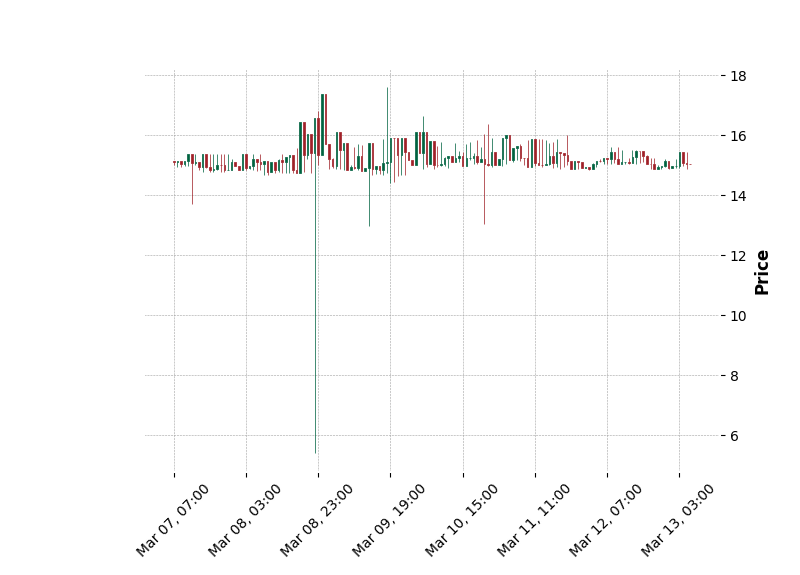 18
16
14
12
10
8
6
Price
Mar 07, 07:00
Mar 08, 03:00
Mar 08, 23:00
Mar 09, 19:00
Mar 10, 15:00
Mar 11, 11:00
Mar 12, 07:00
Mar 13, 03:00